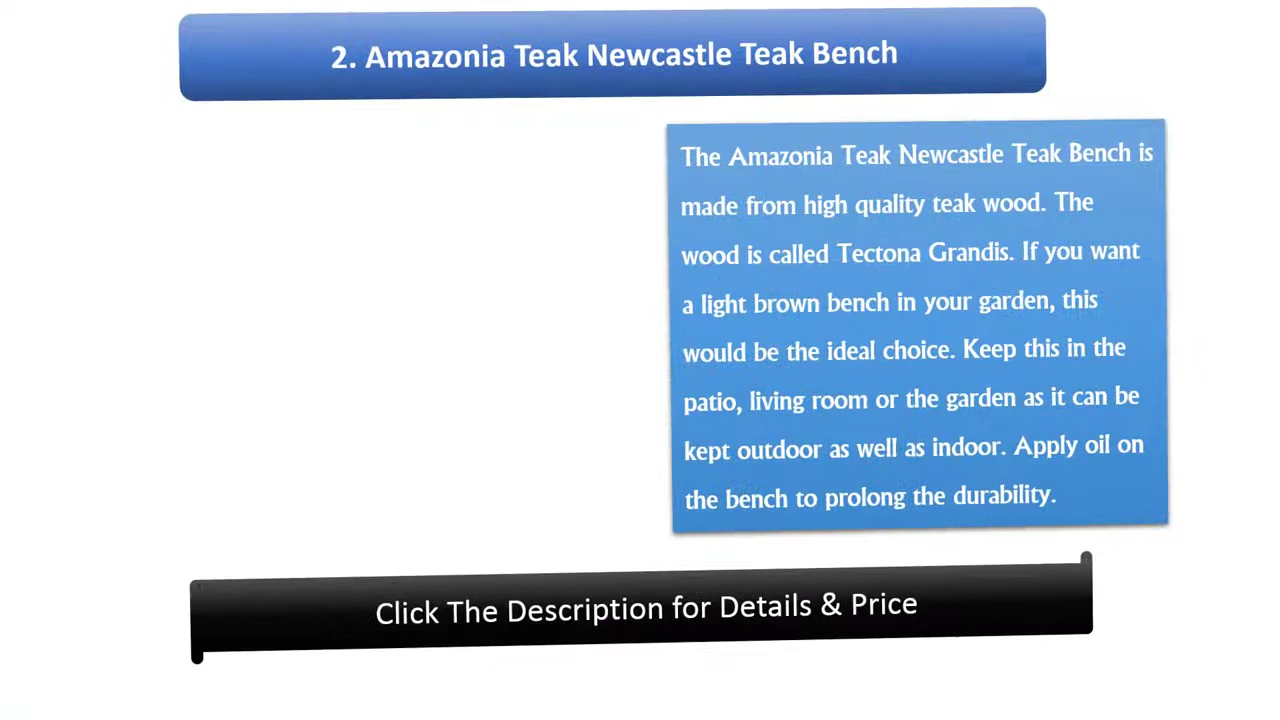 2. Amazonia Teak Newcastle Teak Bench
The Amazonia Teak Newcastle Teak Bench is
made from high quality teak wood. The
wood is called Tectona Grandis. If you want
a light brown bench in your garden, this
would be the ideal choice. Keep this in the
patio, living room or the garden as it can be
kept outdoor as well as indoor. Apply oil on
the bench to prolong the durability.
Click The Description for Details & Price